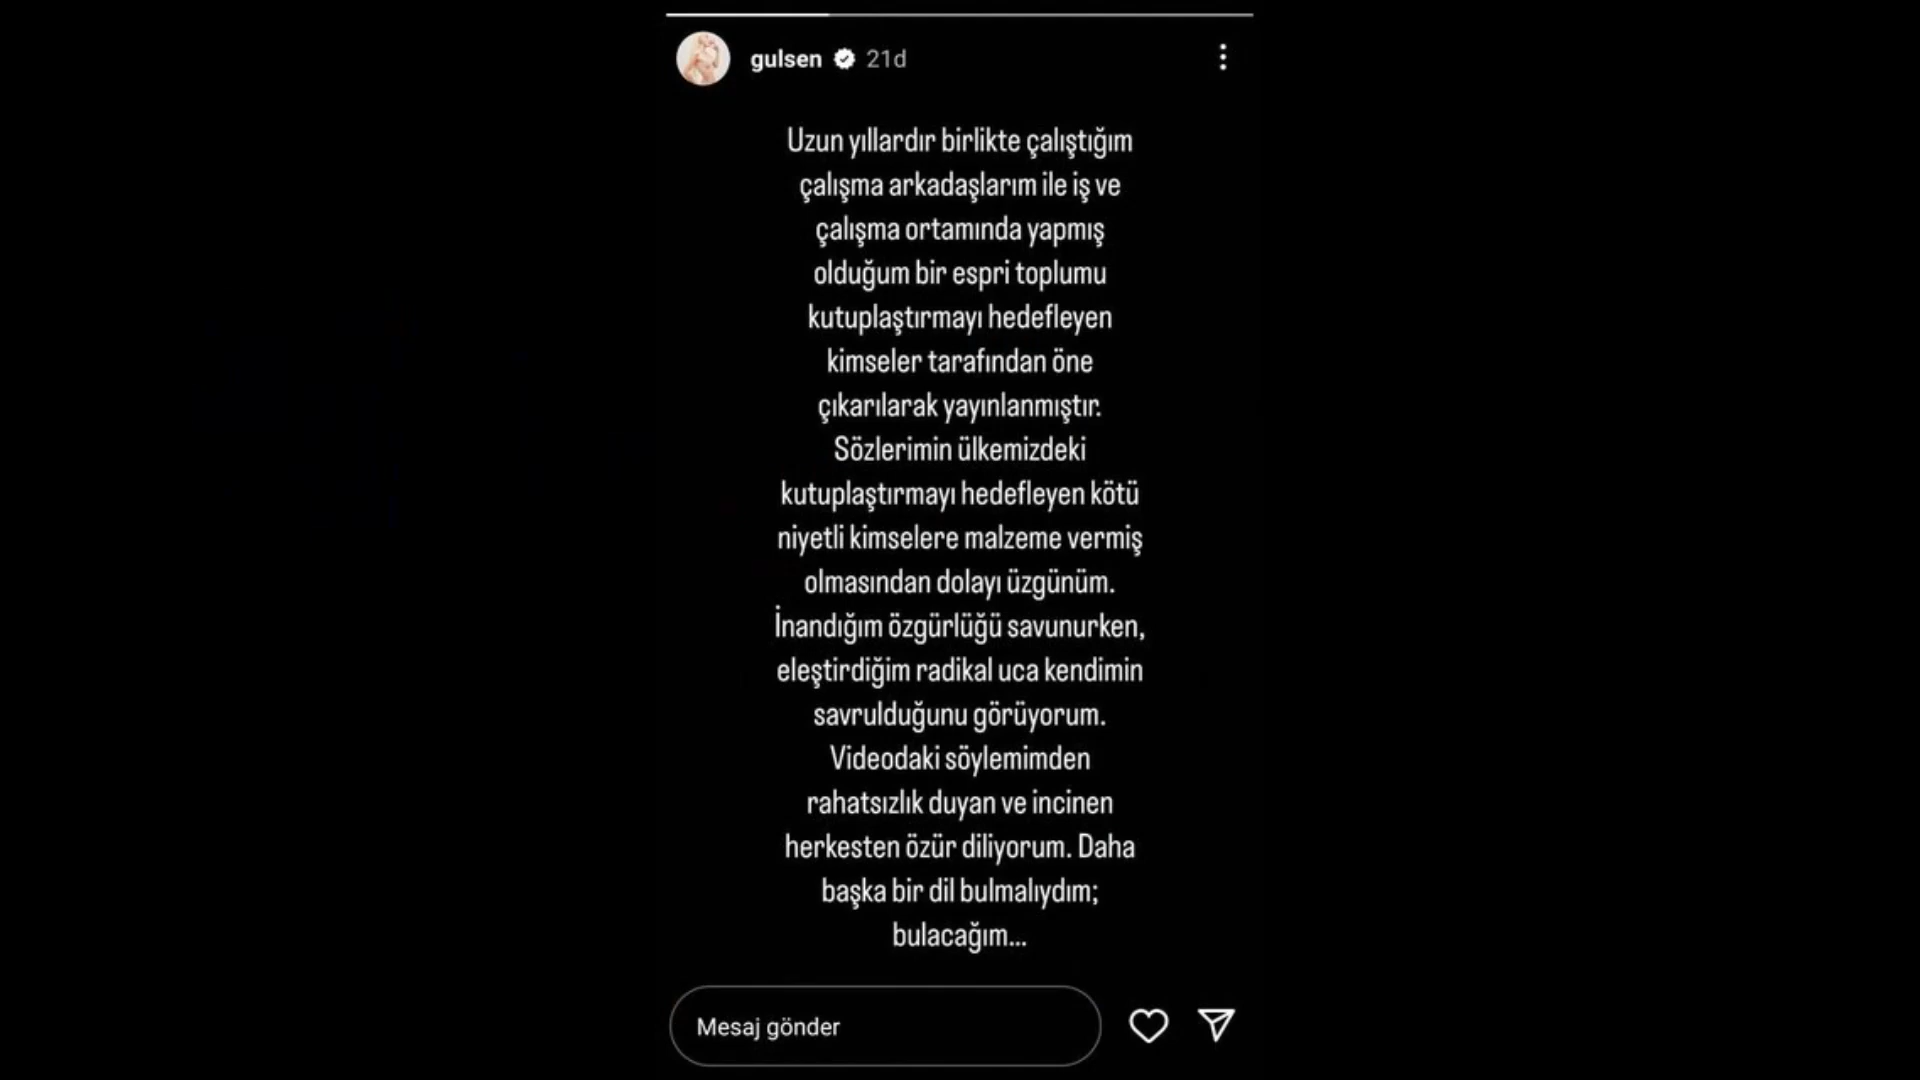 gulsen 21d
Uzun yıllardır birlikte çalıştığım
çalışma arkadaşlarım ile iş ve
çalışma ortamında yapmış
olduğum bir espri toplumu
kutuplaştırmayı hedefleyen
kimseler tarafından öne
çıkarılarak yayınlanmıştır.
Sözlerimin ülkemizdeki
kutuplaştırmayı hedefleyen kötü
niyetli kimselere malzeme vermiş
olmasından dolayı üzgünüm.
İnandığım özgürlüğü savunurken,
eleştirdiğim radikal uca kendimin
savrulduğunu görüyorum.
Videodaki söylemimden
rahatsızlık duyan ve incinen
herkesten özür diliyorum. Daha
başka bir dil bulmalıydım;
bulacağım...
Mesaj gönder